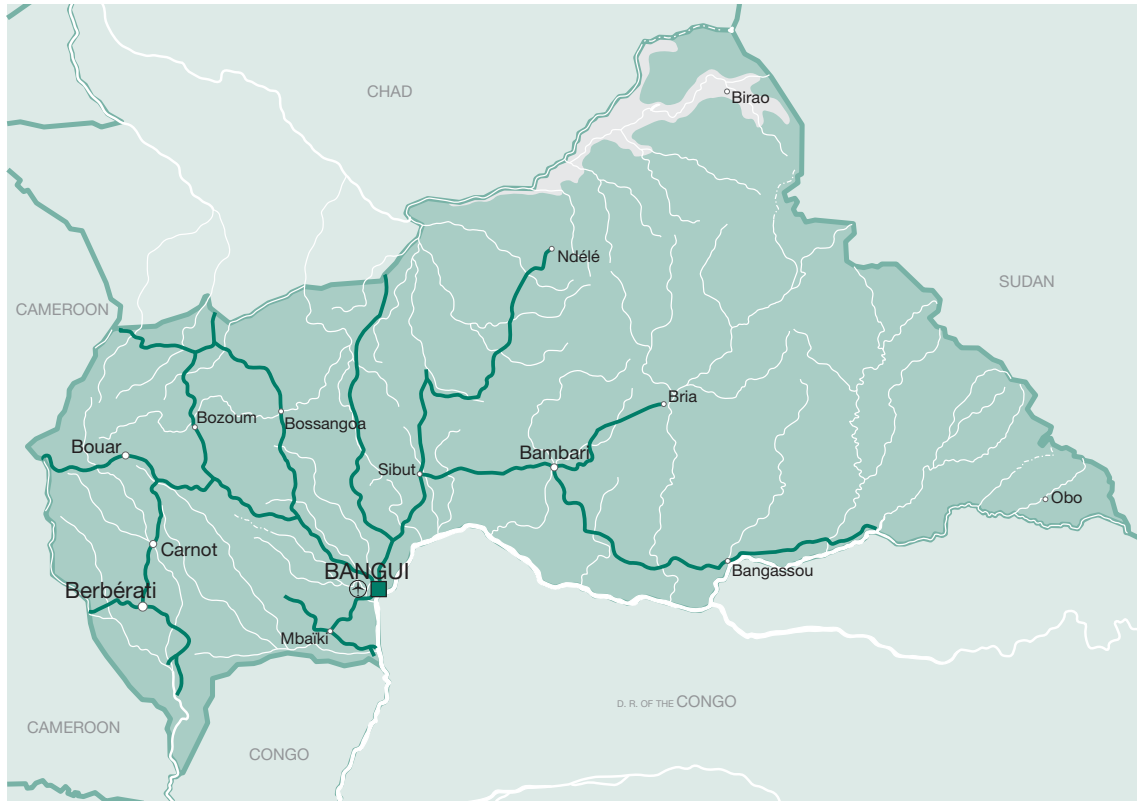 CHAD
Birao
Ndélé
SUDAN
CAMEROON
Bria
Bozoum
Bossangoa
Bouar
Bambari
Sibut
Obo
Carnot
BANGUI
Bangassou
Berbérati
Mbaïki
D. R. OF THE CONGO
CAMEROON
CONGO